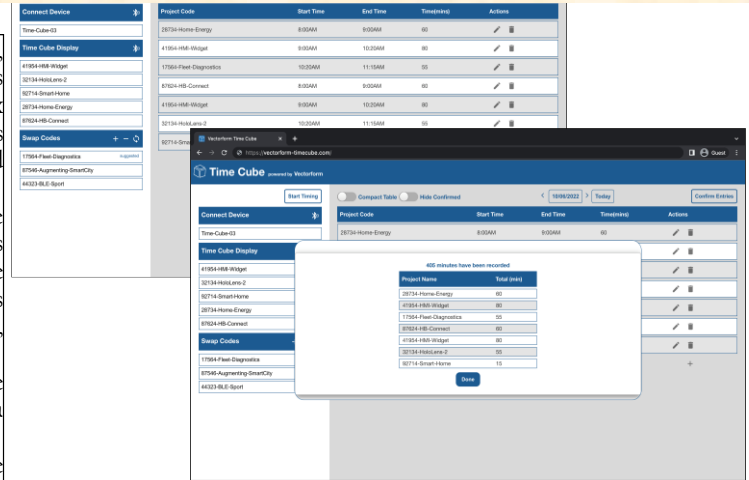 Connect Device
Time-Cube-03
Time Cube Display
41954-HMI-Widget
32134-HoloLens-2
92714-Smart-Home
28734-Home-Energy
87624-HB-Connect
Swap Codes + −
17564-Fleet-Diagnostics suggested
87546-Augmenting-SmartCity
44323-BLE-Sport
Project Code Start Time End Time Time(mins) Actions
28734-Home-Energy 8:00AM 9:00AM 60
41954-HMI-Widget 9:00AM 10:20AM 80
17564-Fleet-Diagnostics 10:20AM 11:15AM 55
87624-HB-Connect 8:00AM 9:00AM 60
41954-HMI-Widget 9:00AM 10:20AM 80
32134-HoloLens-2 10:20AM 11:15AM 55
92714-Smar
Vectorform Time Cube × +
https://vectorform-timecube.com/ Guest
Time Cube powered by Vectorform
Start Timing Compact Table Hide Confirmed < 10/06/2022 > Today Confirm Entries
Connect Device
Time-Cube-03
Time Cube Display
41954-HMI-Widget
32134-HoloLens-2
92714-Smart-Home
28734-Home-Energy
87624-HB-Connect
Swap Codes
17564-Fleet-Diagnostics
87546-Augmenting-SmartCity
44323-BLE-Sport
Project Code Start Time End Time Time(mins) Actions
28734-Home-Energy 8:00AM 9:00AM 60
+
405 minutes have been recorded
Project Name Total (min)
28734-Home-Energy 60
41954-HMI-Widget 80
17564-Fleet-Diagnostics 55
87624-HB-Connect 60
41954-HMI-Widget 80
32134-HoloLens-2 55
92714-Smart-Home 15
Done